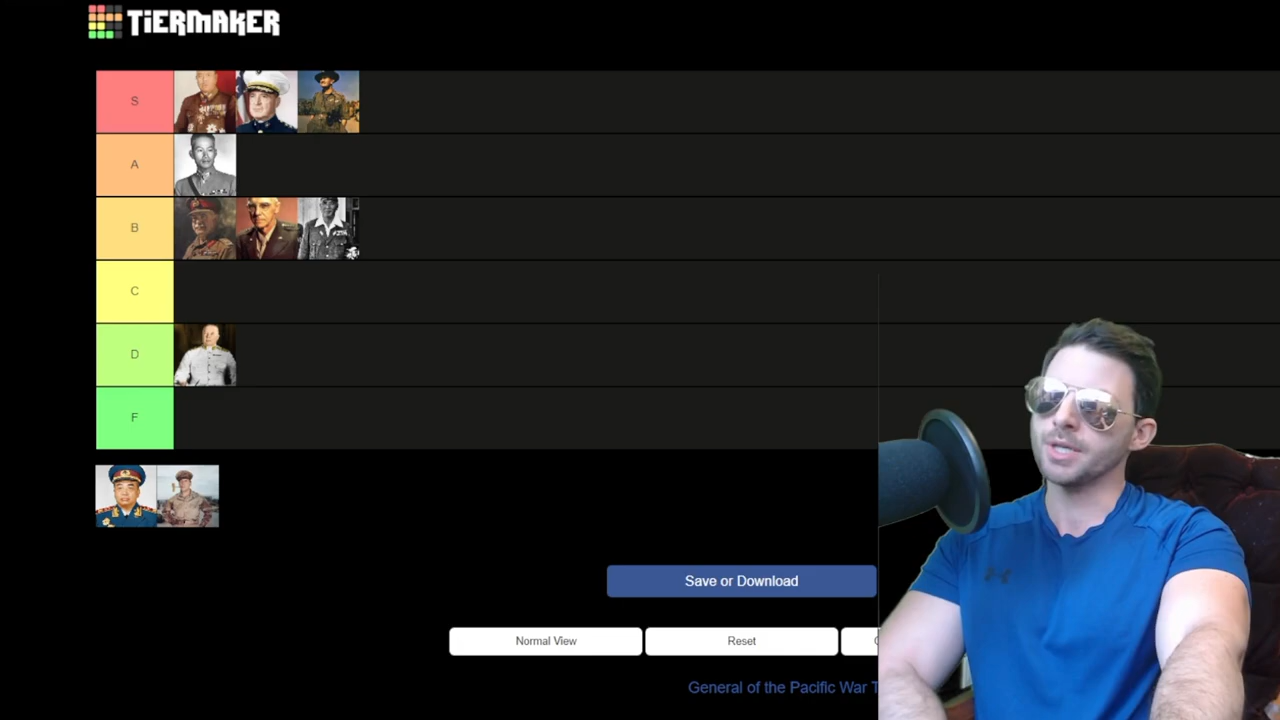 TiERMAKER
S
A
B
C
D
F
Save or Download
Normal View
Reset
General of the Pacific War T